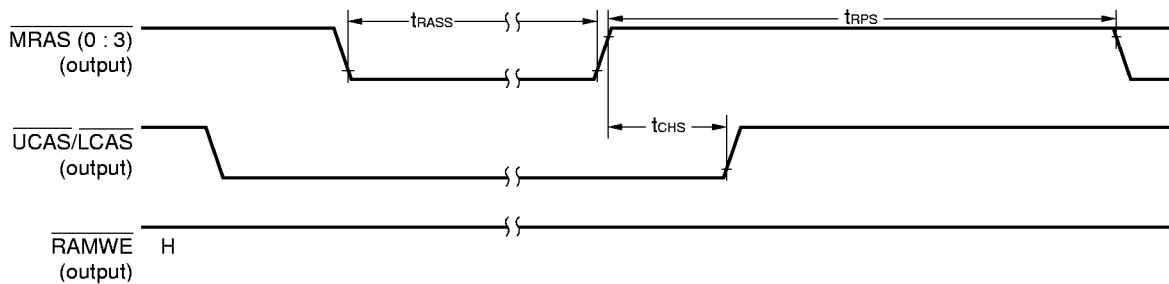 tRASS
tRPS
MRAS (0 : 3)
(output)
tCHS
UCAS/LCAS
(output)
RAMWE H
(output)